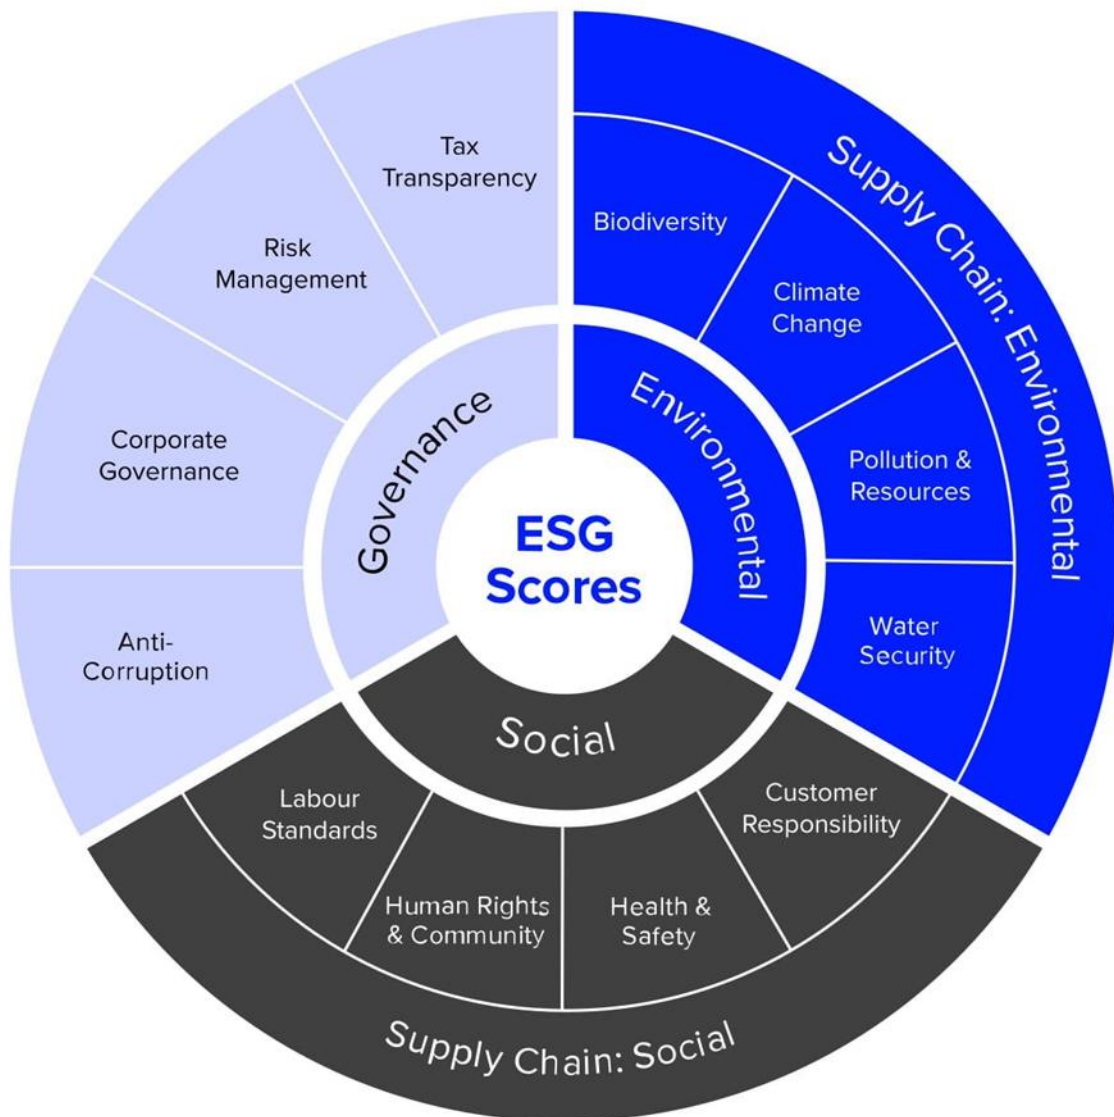 ESG
Scores
Governance
Environmental
Social
Tax
Transparency
Risk
Management
Corporate
Governance
Anti-
Corruption
Biodiversity
Climate
Change
Pollution &
Resources
Water
Security
Supply Chain: Environmental
Customer
Responsibility
Health &
Safety
Human Rights
& Community
Labour
Standards
Supply Chain: Social